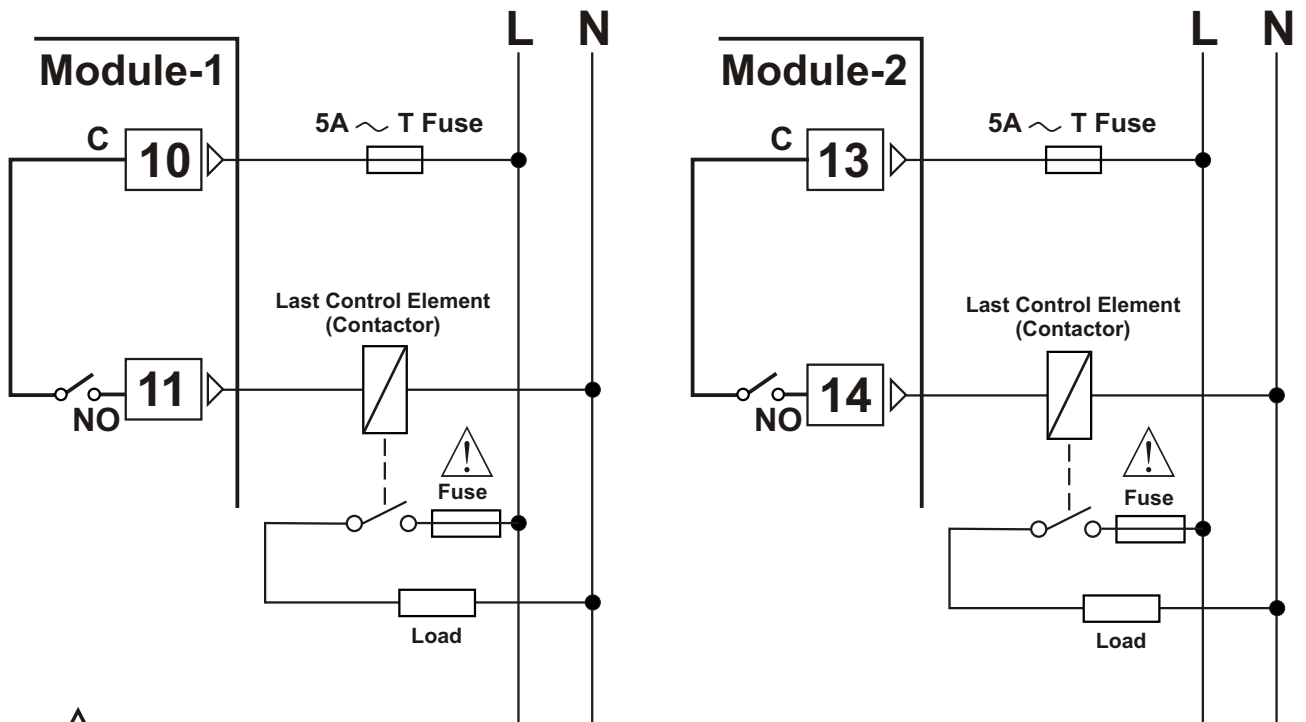 L N
Module-1
5A ~ T Fuse
C
10
Last Control Element
(Contactor)
11
NO
!
Fuse
Load
L N
Module-2
5A ~ T Fuse
C
13
Last Control Element
(Contactor)
14
NO
!
Fuse
Load